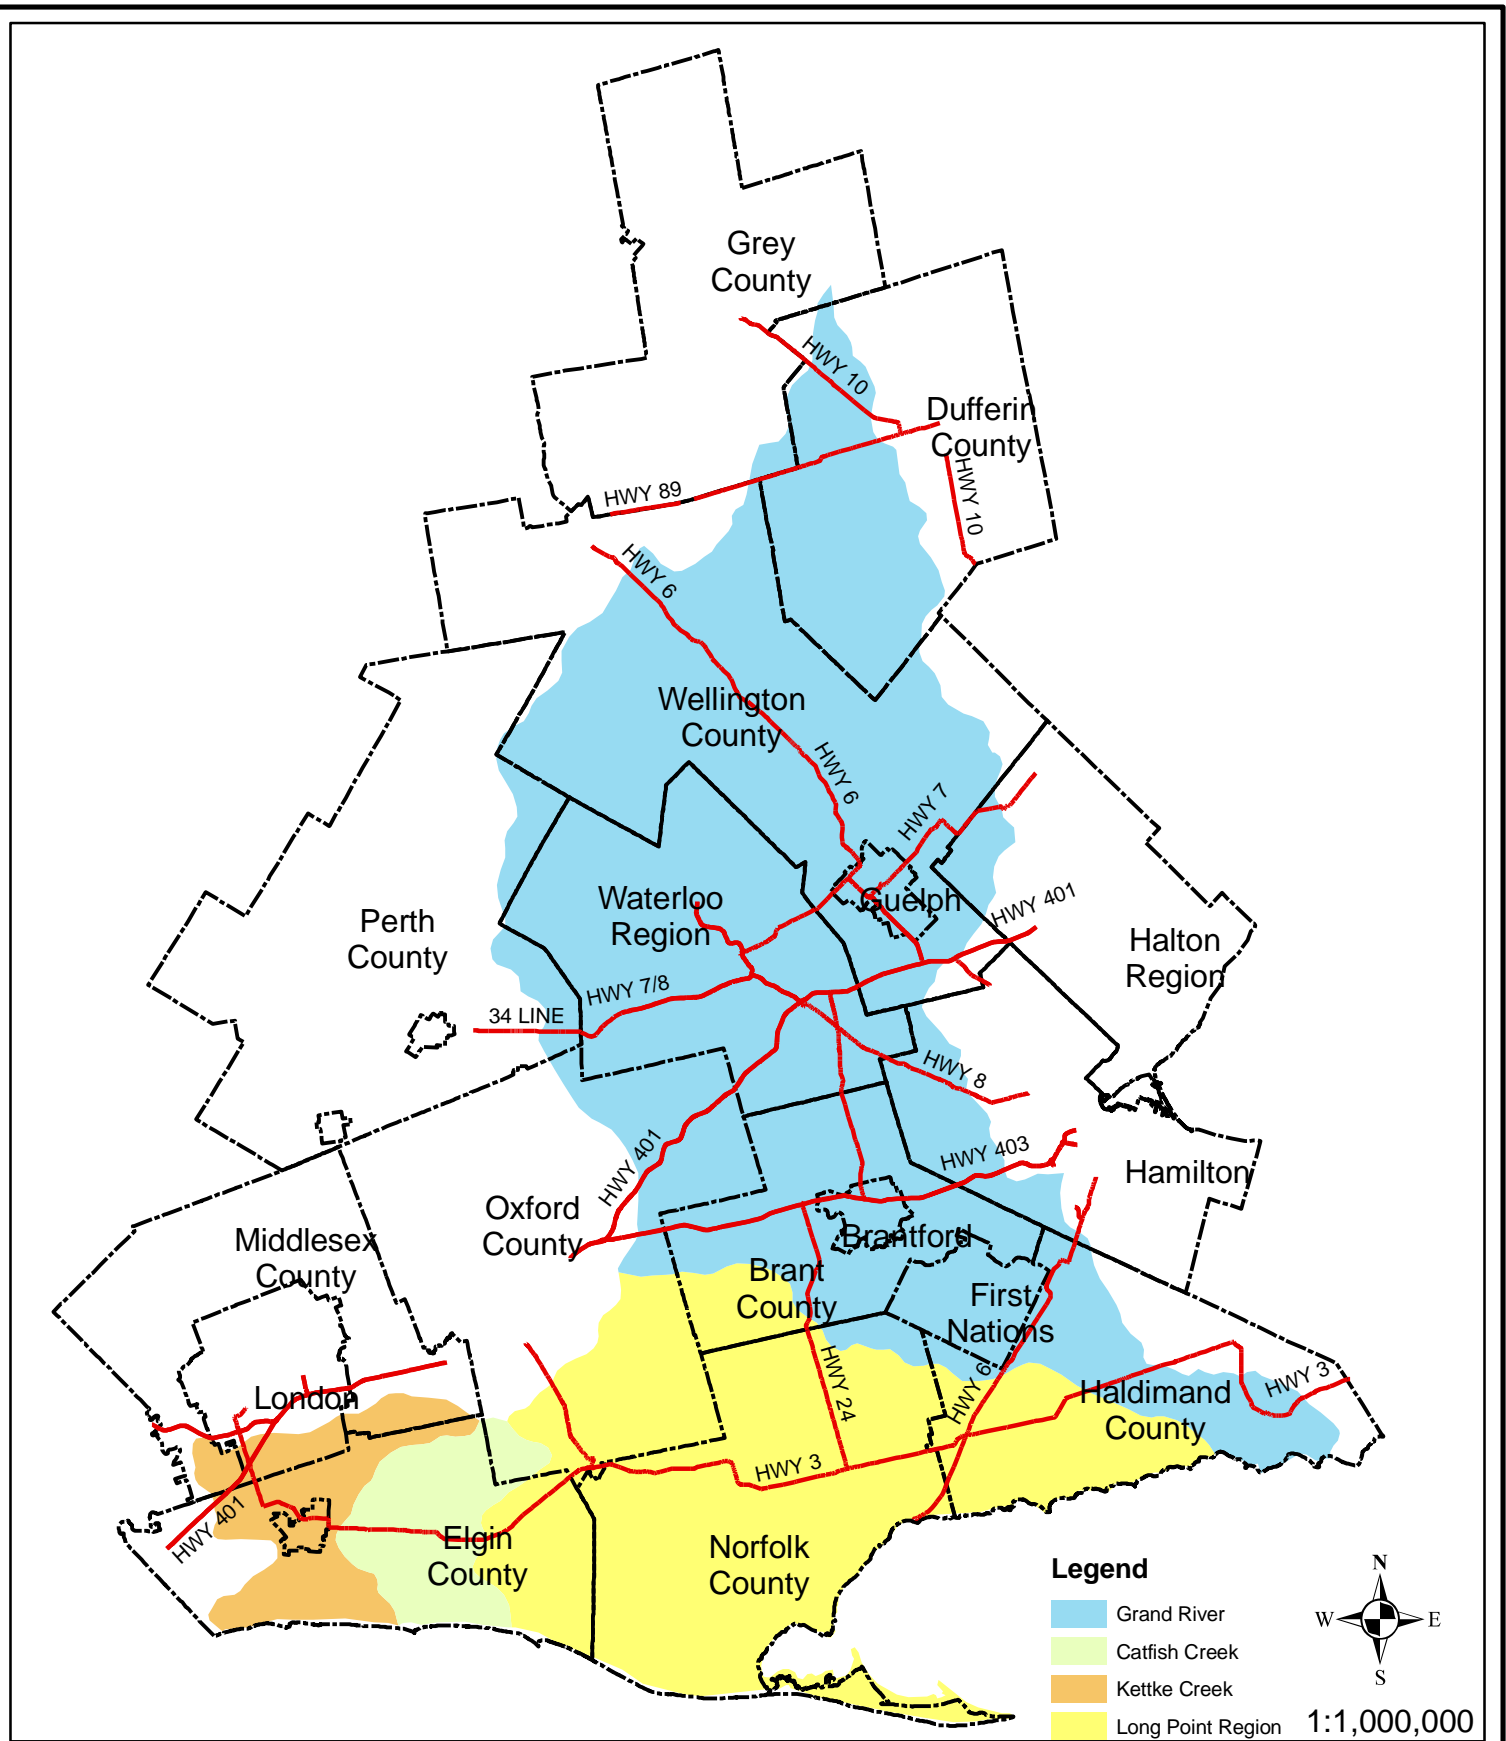 Grey
County
HWY 10
Dufferin
County
HWY 10
HWY 89
HWY 6
Wellington
County
HWY 6
HWY 7
Waterloo
Region
Guelph
HWY 401
Perth
County
Halton
Region
HWY 7/8
34 LINE
HWY 8
HWY 401
HWY 403
Hamilton
Oxford
County
Middlesex
County
Brantford
Brant
County
First
Nations
HWY 24
HWY 6
HWY 3
Haldimand
County
London
HWY 3
HWY 401
Elgin
County
Norfolk
County
Legend
Grand River
Catfish Creek
Kettke Creek
Long Point Region
N
W
E
S
1:1,000,000